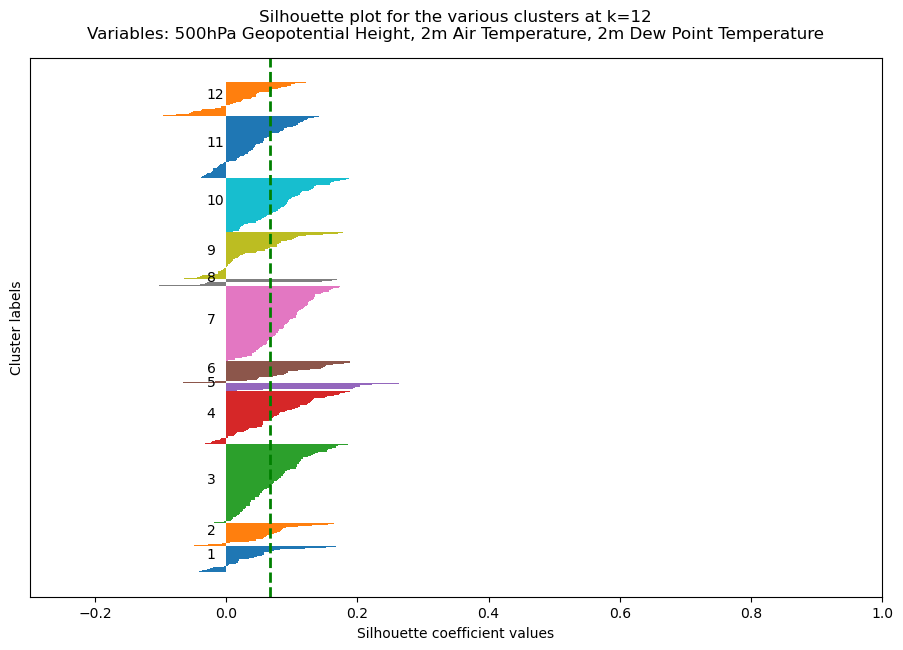 Silhouette plot for the various clusters at k=12
Variables: 500hPa Geopotential Height, 2m Air Temperature, 2m Dew Point Temperature
12
11
10
9
8
7
6
5
4
3
2
1
Cluster labels
−0.2 0.0 0.2 0.4 0.6 0.8 1.0
Silhouette coefficient values